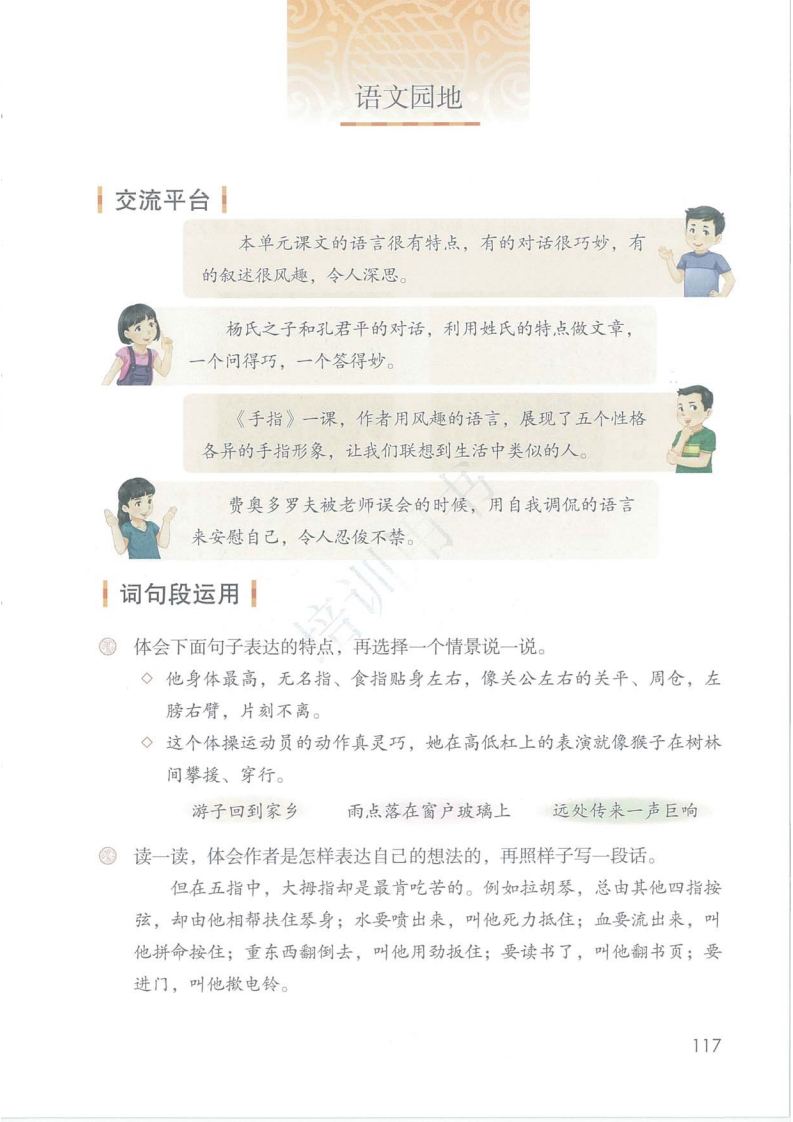 语文园地
交流平台
本单元课文的语言很有特点，有的对话很巧妙，有
的叙述很风趣，令人深思。
杨氏之子和孔君平的对话，利用姓氏的特点做文章，
一个问得巧，一个答得妙。
《手指》一课，作者用风趣的语言，展现了五个性格
各异的手指形象，让我们联想到生活中类似的人。
费奥多罗夫被老师误会的时候，用自我调侃的语言
来安慰自己，令人忍俊不禁。
培训用书
词句段运用
体会下面句子表达的特点，再选择一个情景说一说。
◇ 他身体最高，无名指、食指贴身左右，像关公左右的关平、周仓，左
膀右臂，片刻不离。
◇ 这个体操运动员的动作真灵巧，她在高低杠上的表演就像猴子在树林
间攀援、穿行。
游子回到家乡 雨点落在窗户玻璃上 远处传来一声巨响
读一读，体会作者是怎样表达自己的想法的，再照样子写一段话。
但在五指中，大拇指却是最肯吃苦的。例如拉胡琴，总由其他四指按
弦，却由他相帮扶住琴身；水要喷出来，叫他死力抵住；血要流出来，叫
他拼命按住；重东西翻倒去，叫他用劲扳住；要读书了，叫他翻书页；要
进门，叫他揿电铃。
117